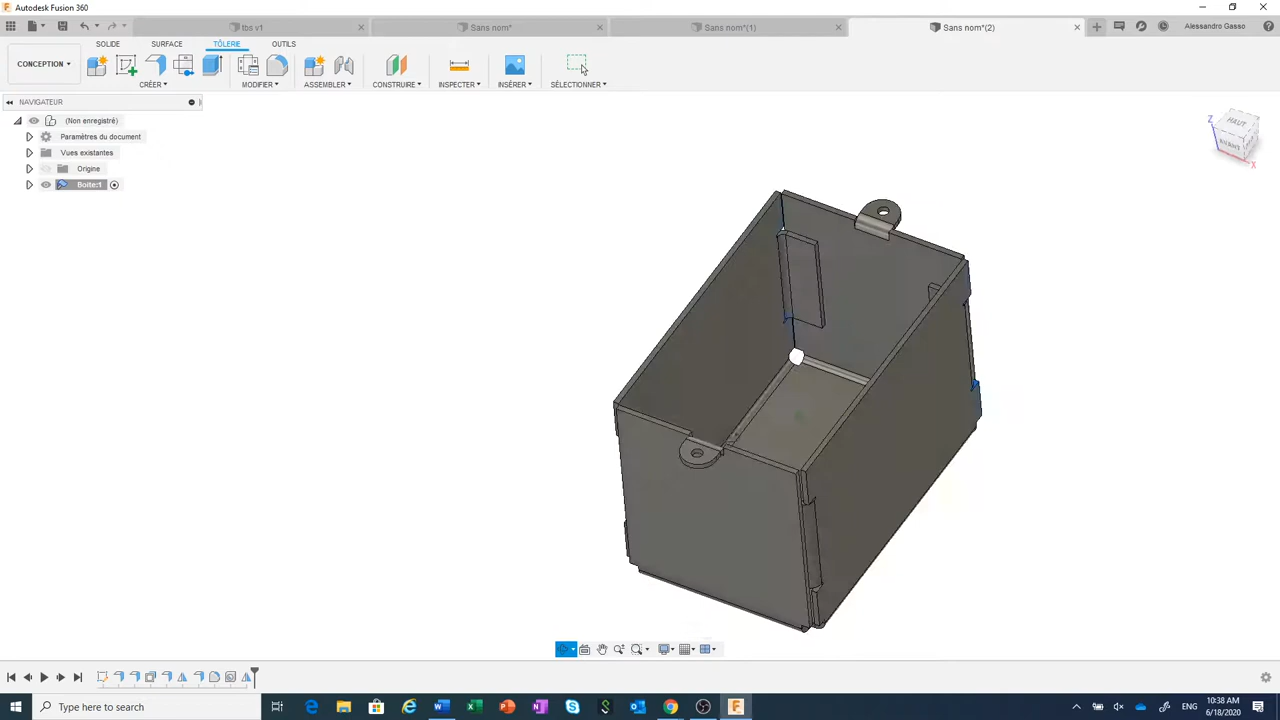 Autodesk Fusion 360
tbs v1
Sans nom*
Sans nom*(1)
Sans nom*(2)
Alessandro Gasso
CONCEPTION
SOLIDE
SURFACE
TÔLERIE
OUTILS
CRÉER
MODIFIER
ASSEMBLER
CONSTRUIRE
INSPECTER
INSÉRER
SÉLECTIONNER
NAVIGATEUR
(Non enregistré)
Paramètres du document
Vues existantes
Origine
Boite:1
Z
HAUT
AVANT
X
Type here to search
ENG
10:38 AM
6/18/2020